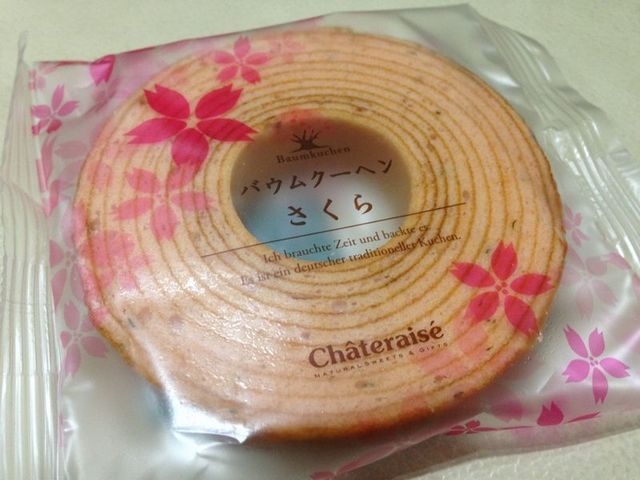 Baumkuchen
バウムクーヘン
さくら
Ich brauchte Zeit und backte es.
Es ist ein deutscher traditioneller Kuchen.
Châteraisé
NATURAL SWEETS & GIFTS